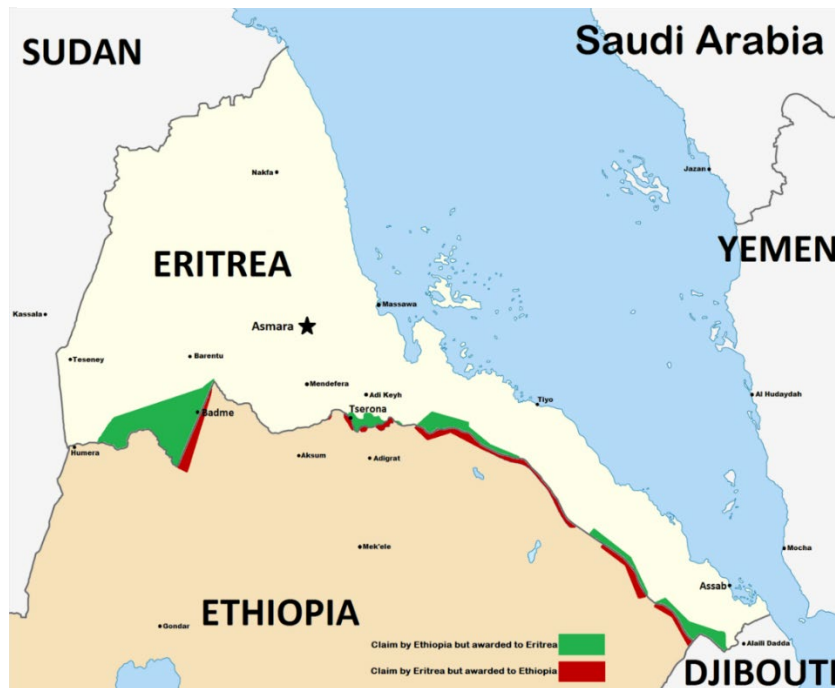 SUDAN
Saudi Arabia
Nakfa
Jazan
ERITREA
YEMEN
Kassala
Massawa
Asmara
Teseney
Barentu
Mendefera
Adi Keyh
Al Hudaydah
Tiyo
Badme
Tserona
Humera
Aksum
Adigrat
Mek'ele
Mocha
Assab
ETHIOPIA
Gondar
Claim by Ethiopia but awarded to Eritrea
Alaili Dadda
Claim by Eritrea but awarded to Ethiopia
DJIBOUTI